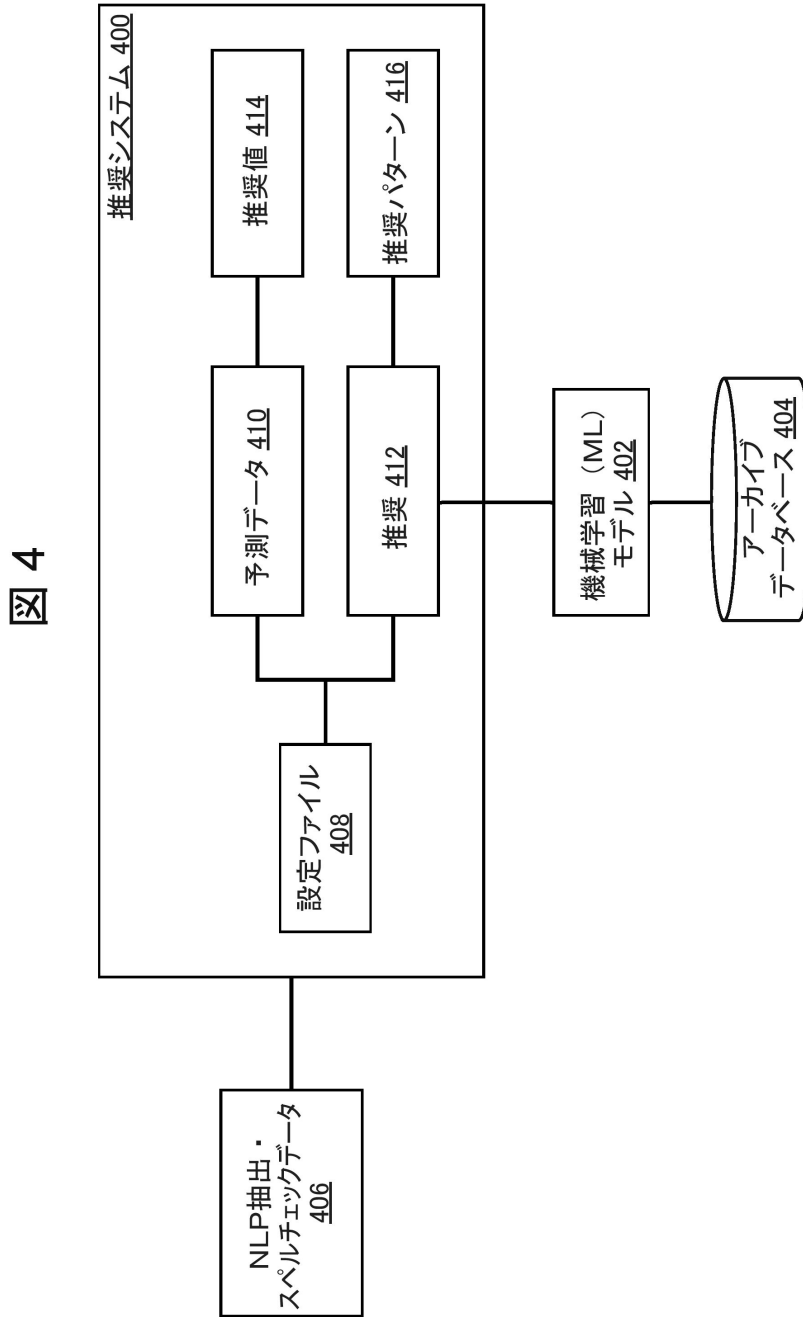 図４
推奨システム 400
NLP抽出・
スペルチェックデータ
406
設定ファイル
408
予測データ 410
推奨値 414
推奨 412
推奨パターン 416
機械学習（ML）
モデル 402
アーカイブ
データベース 404